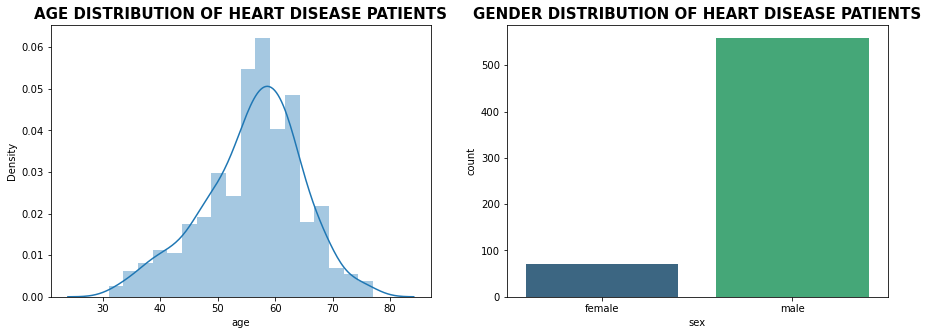 AGE DISTRIBUTION OF HEART DISEASE PATIENTS
0.06
0.05
0.04
0.03
0.02
0.01
0.00
Density
30 40 50 60 70 80
age
GENDER DISTRIBUTION OF HEART DISEASE PATIENTS
500
400
300
200
100
0
count
female male
sex